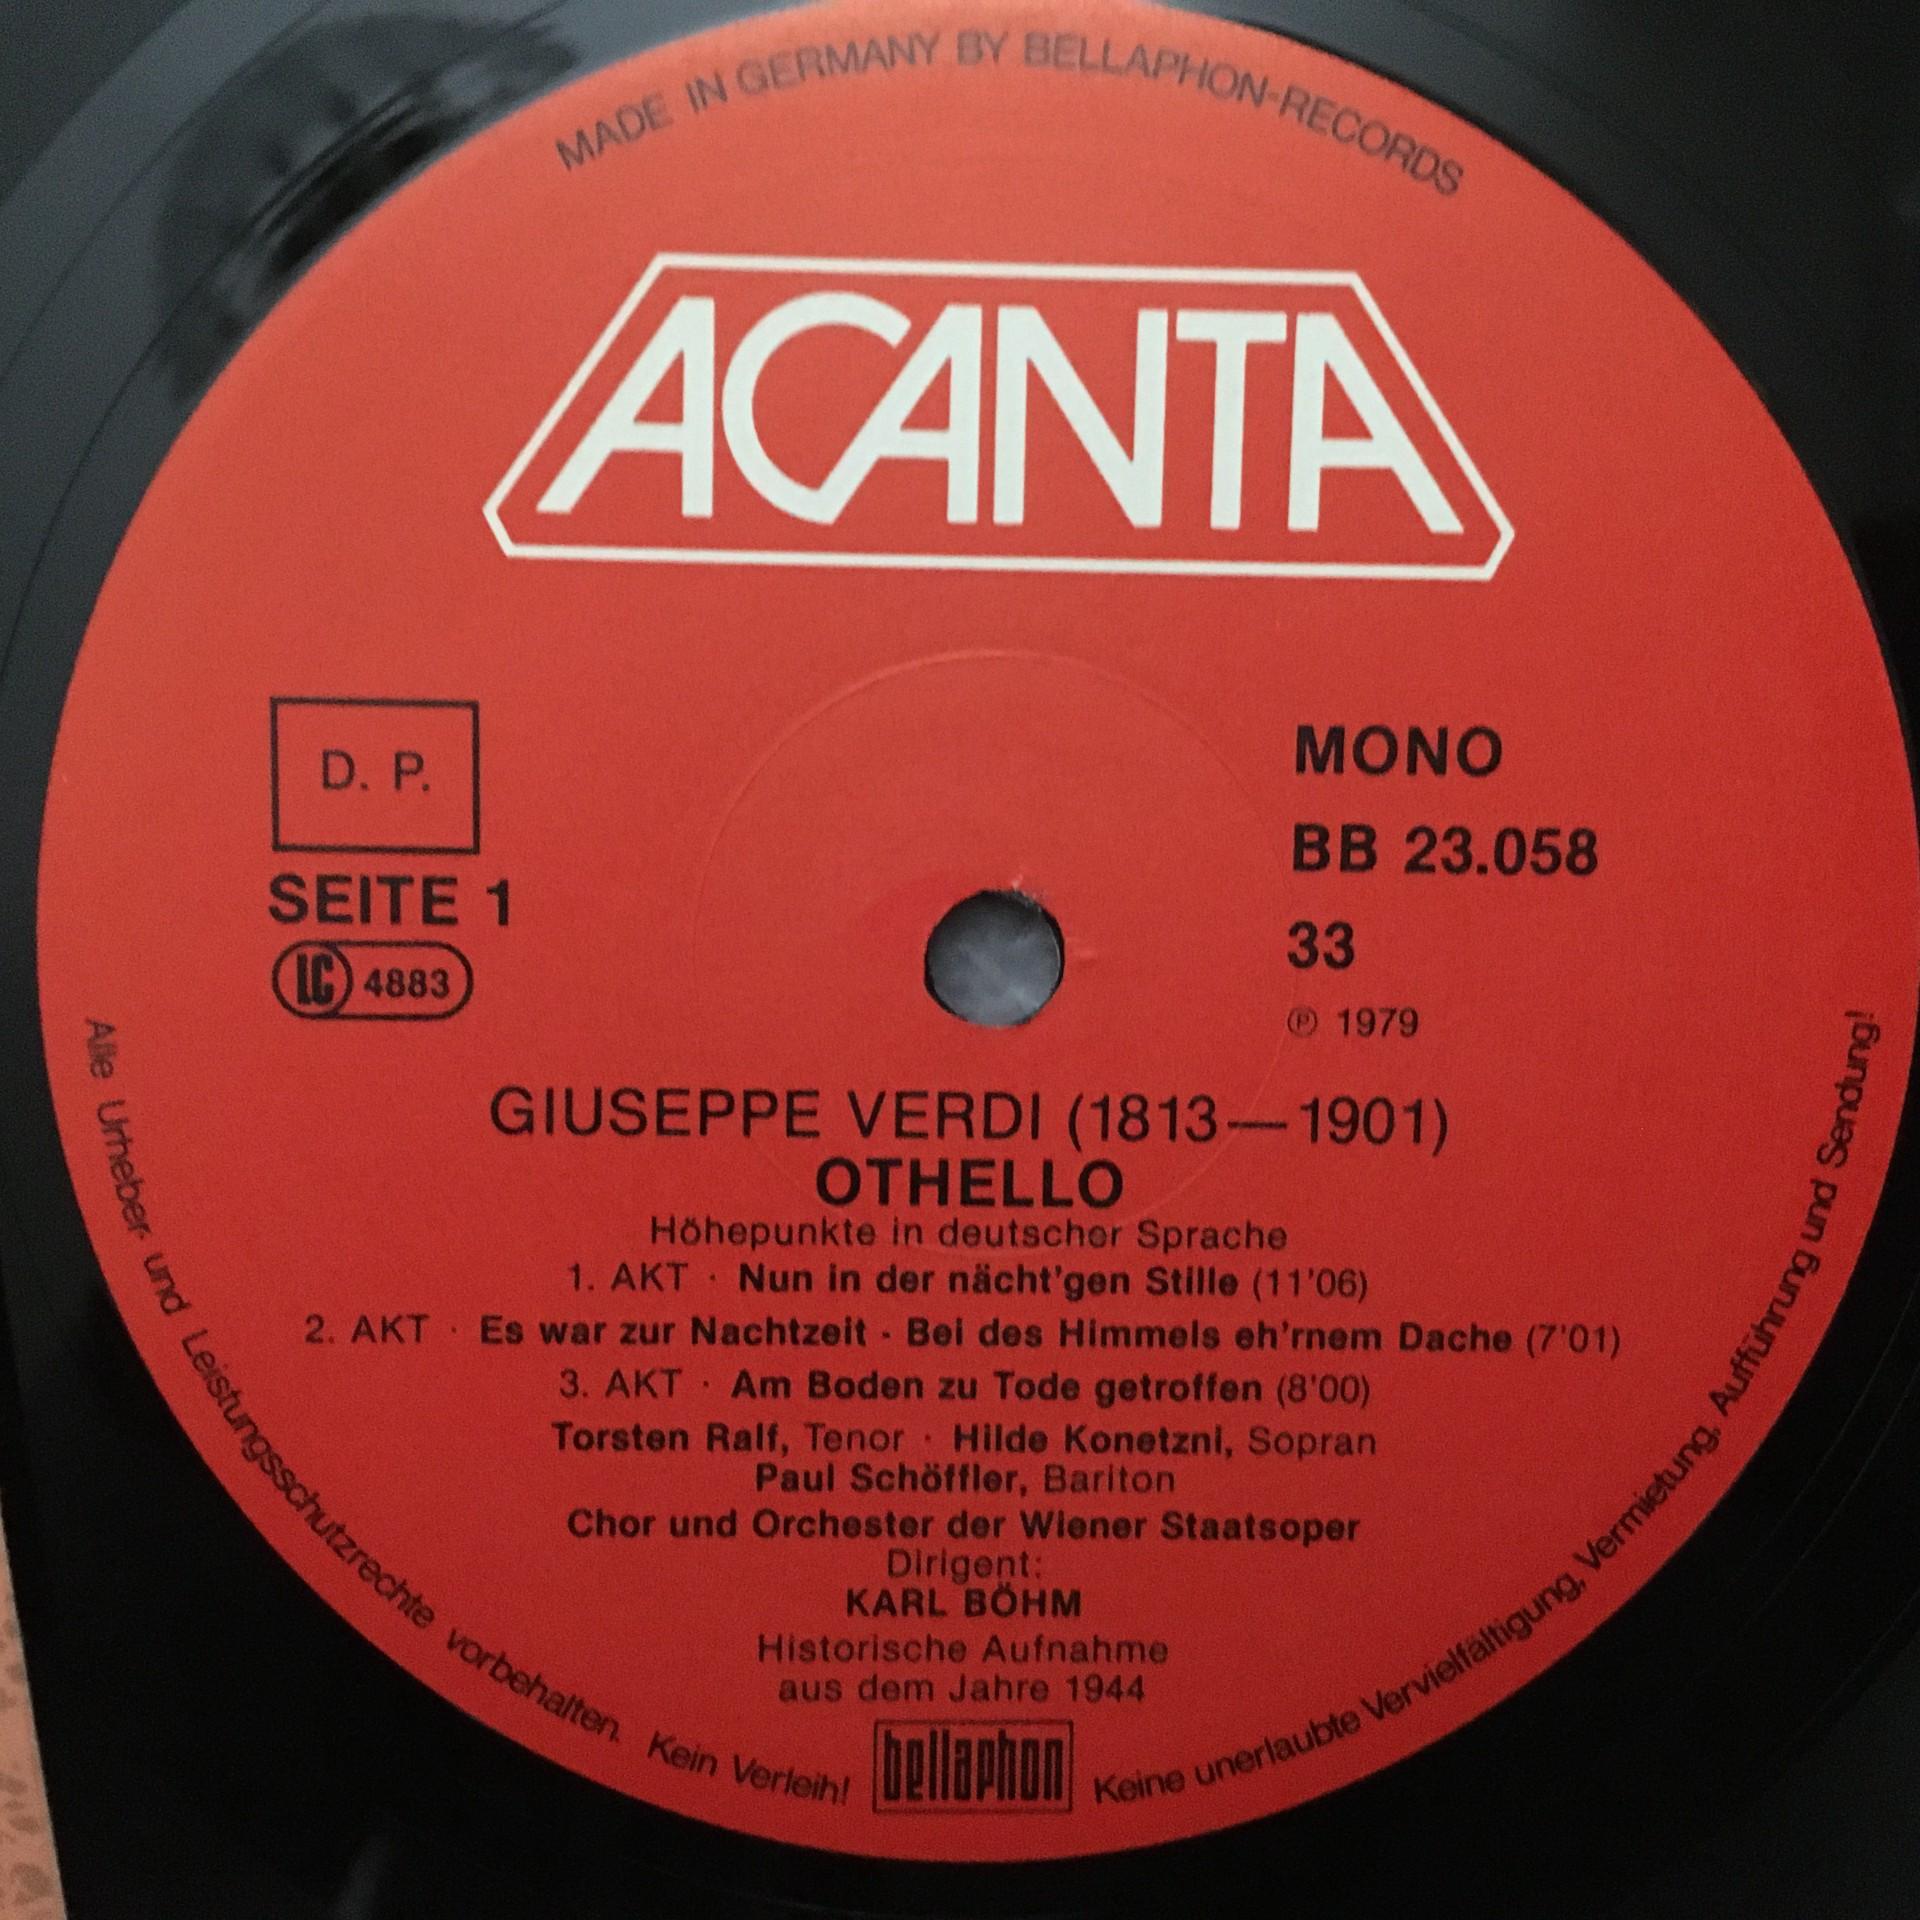 MADE IN GERMANY BY BELLAPHON-RECORDS
ACANTA
D. P.
SEITE 1
LC 4883
MONO
BB 23.058
33
℗ 1979
GIUSEPPE VERDI (1813—1901)
OTHELLO
Höhepunkte in deutscher Sprache
1. AKT · Nun in der nächt'gen Stille (11'06)
2. AKT · Es war zur Nachtzeit - Bei des Himmels eh'rnem Dache (7'01)
3. AKT · Am Boden zu Tode getroffen (8'00)
Torsten Ralf, Tenor · Hilde Konetzni, Sopran
Paul Schöffler, Bariton
Chor und Orchester der Wiener Staatsoper
Dirigent:
KARL BÖHM
Historische Aufnahme
aus dem Jahre 1944
bellaphon
Alle Urheber- und Leistungsschutzrechte vorbehalten. Kein Verleih! Keine unerlaubte Vervielfältigung, Vermietung, Aufführung und Sendung!